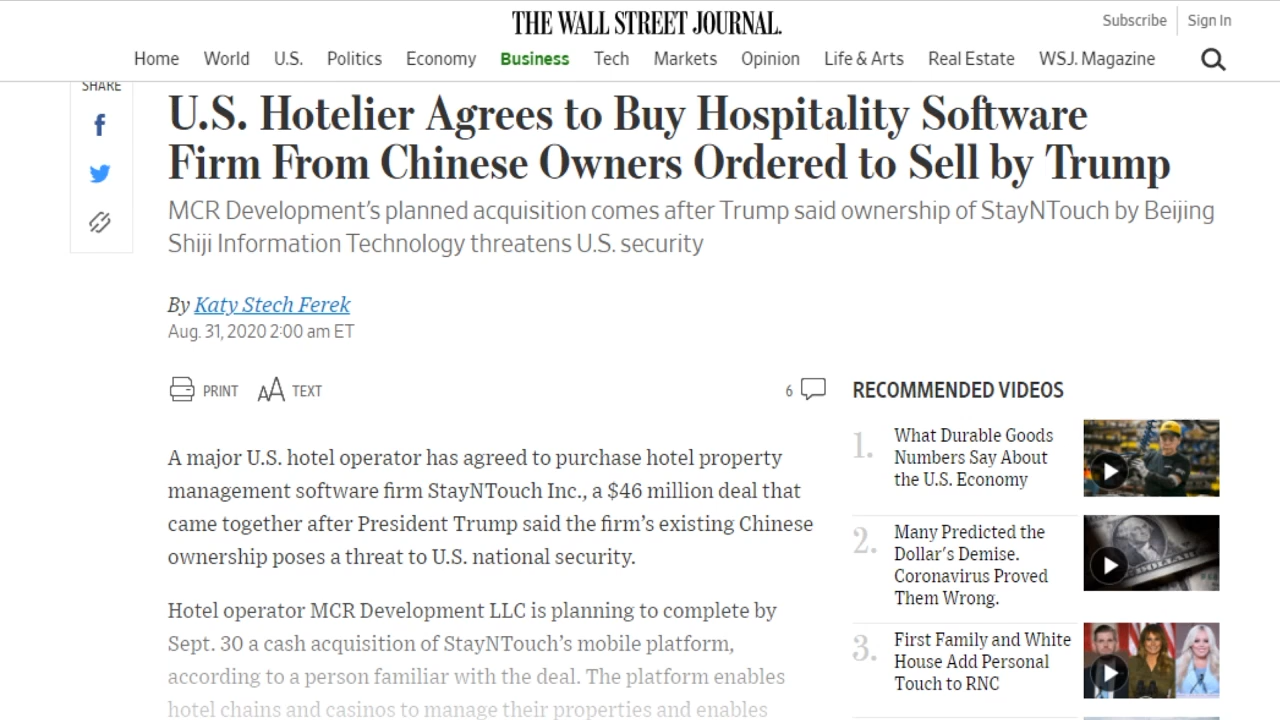 THE WALL STREET JOURNAL.
Subscribe
Sign In
Home World U.S. Politics Economy Business Tech Markets Opinion Life & Arts Real Estate WSJ. Magazine
SHARE
U.S. Hotelier Agrees to Buy Hospitality Software
Firm From Chinese Owners Ordered to Sell by Trump
MCR Development's planned acquisition comes after Trump said ownership of StayNTouch by Beijing
Shiji Information Technology threatens U.S. security
By Katy Stech Ferek
Aug. 31, 2020 2:00 am ET
PRINT
TEXT
6
A major U.S. hotel operator has agreed to purchase hotel property
management software firm StayNTouch Inc., a $46 million deal that
came together after President Trump said the firm's existing Chinese
ownership poses a threat to U.S. national security.
Hotel operator MCR Development LLC is planning to complete by
Sept. 30 a cash acquisition of StayNTouch's mobile platform,
according to a person familiar with the deal. The platform enables
hotel chains and casinos to manage their properties and enables
RECOMMENDED VIDEOS
1.
What Durable Goods
Numbers Say About
the U.S. Economy
2.
Many Predicted the
Dollar's Demise.
Coronavirus Proved
Them Wrong.
3.
First Family and White
House Add Personal
Touch to RNC